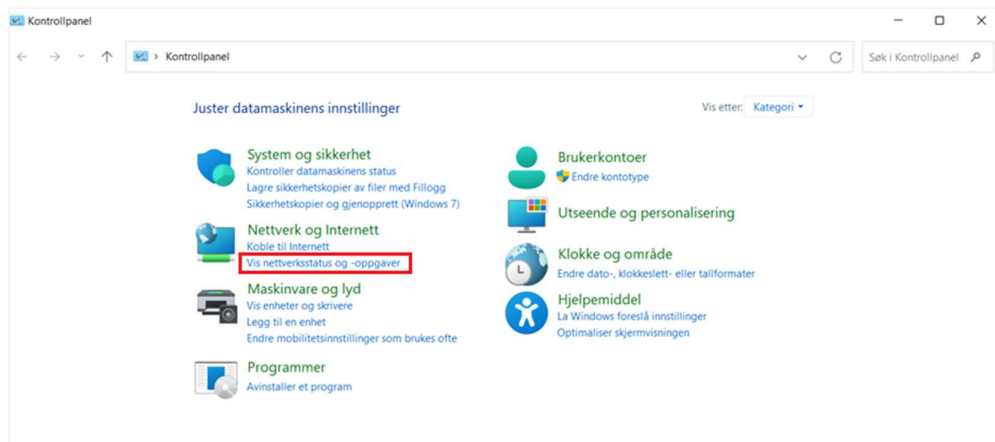 Kontrollpanel
Kontrollpanel
Søk i Kontrollpanel
Juster datamaskinens innstillinger
Vis etter: Kategori
System og sikkerhet
Kontroller datamaskinens status
Lagre sikkerhetskopier av filer med Fillogg
Sikkerhetskopier og gjenopprett (Windows 7)
Nettverk og Internett
Koble til Internett
Vis nettverksstatus og -oppgaver
Maskinvare og lyd
Vis enheter og skrivere
Legg til en enhet
Endre mobilitetsinnstillinger som brukes ofte
Programmer
Avinstaller et program
Brukerkontoer
Endre kontotype
Utseende og personalisering
Klokke og område
Endre dato-, klokkeslett- eller tallformater
Hjelpemiddel
La Windows foreslå innstillinger
Optimaliser skjermvisningen